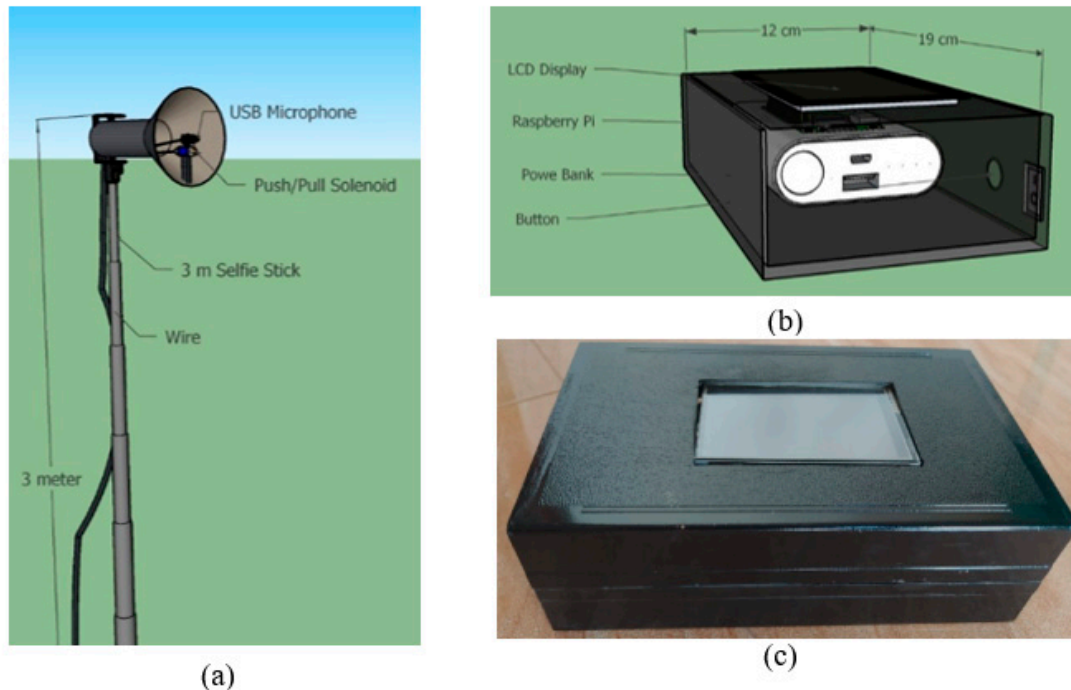 USB Microphone
Push/Pull Solenoid
3 m Selfie Stick
Wire
3 meter
(a)
12 cm
19 cm
LCD Display
Raspberry Pi
Powe Bank
Button
(b)
(c)